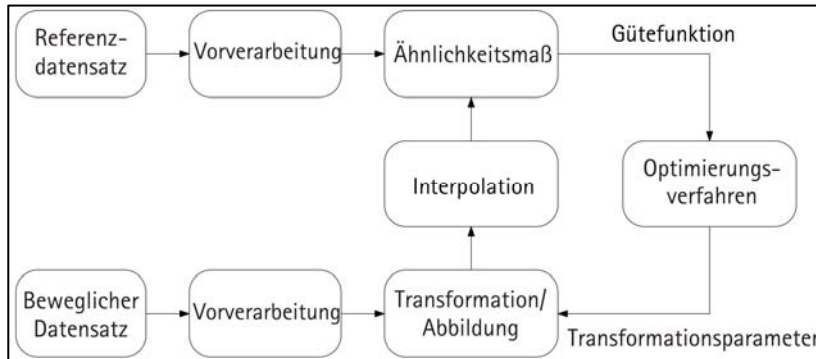 Referenz-
datensatz
Vorverarbeitung
Ähnlichkeitsmaß
Gütefunktion
Interpolation
Optimierungs-
verfahren
Beweglicher
Datensatz
Vorverarbeitung
Transformation/
Abbildung
Transformationsparameter